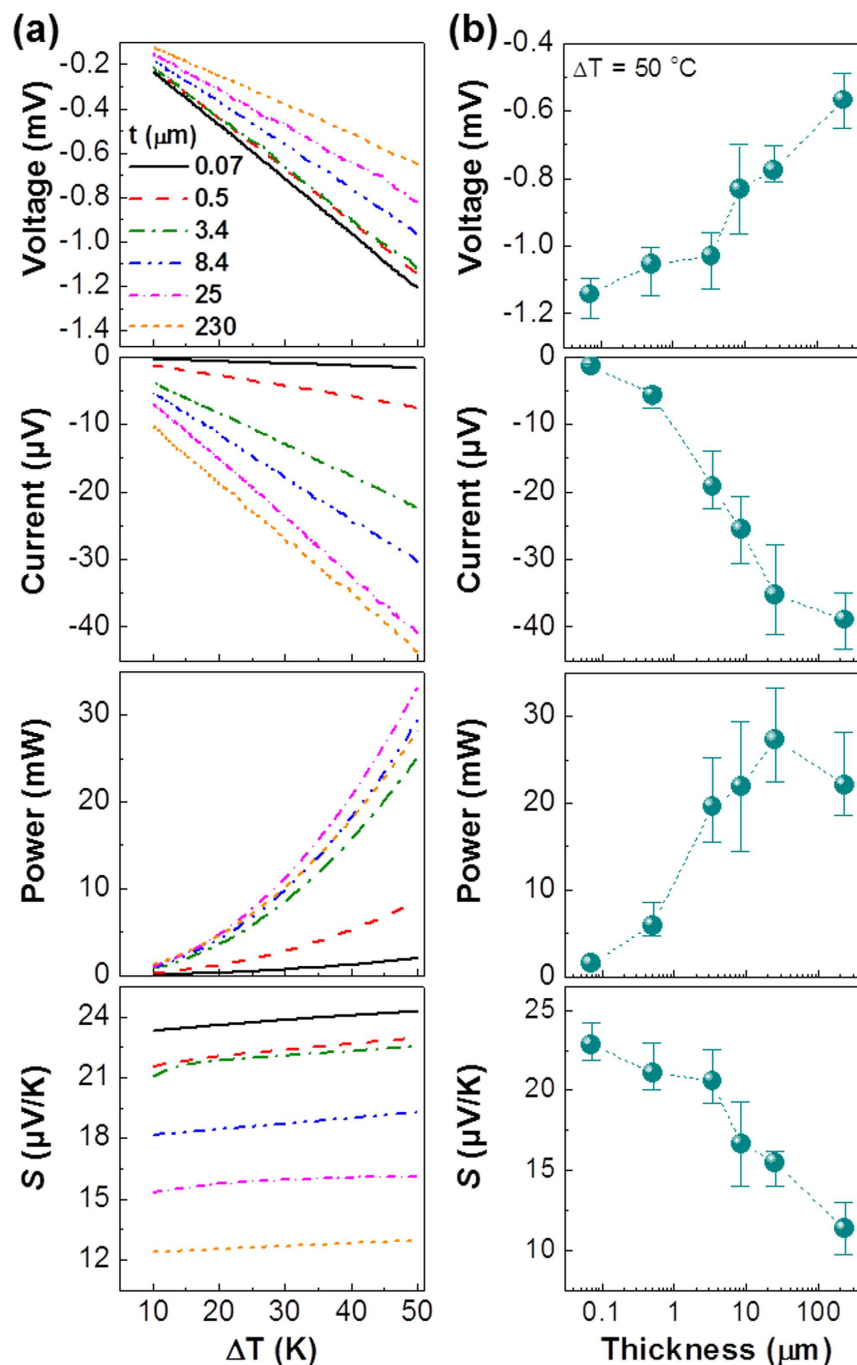 (a)
(b)
Voltage (mV)
-0.2
-0.4
-0.6
-0.8
-1.0
-1.2
-1.4
t (μm)
0.07
0.5
3.4
8.4
25
230
Voltage (mV)
-0.4
-0.6
-0.8
-1.0
-1.2
ΔT = 50 °C
Current (μV)
0
-10
-20
-30
-40
Current (μV)
0
-10
-20
-30
-40
Power (mW)
30
20
10
0
Power (mW)
30
20
10
0
S (μV/K)
24
21
18
15
12
10 20 30 40 50
ΔT (K)
S (μV/K)
25
20
15
10
0.1 1 10 100
Thickness (μm)